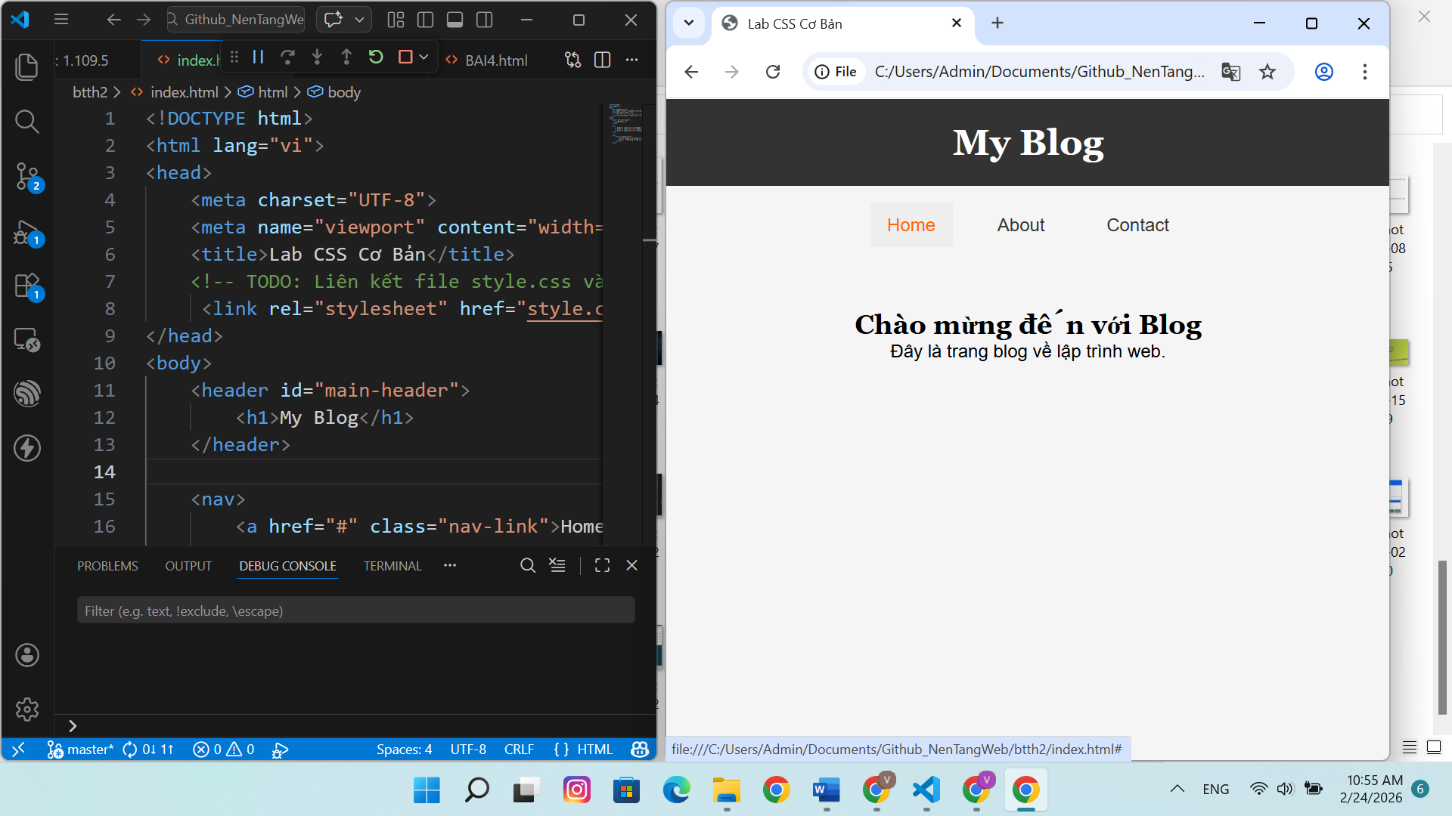 Github_NenTangWe
: 1.109.5
index.h
BAI4.html
btth2 > index.html > html > body
1 <!DOCTYPE html>
2 <html lang="vi">
3 <head>
4 <meta charset="UTF-8">
5 <meta name="viewport" content="width=
6 <title>Lab CSS Cơ Bản</title>
7 <!-- TODO: Liên kết file style.css và
8 <link rel="stylesheet" href="style.c
9 </head>
10 <body>
11 <header id="main-header">
12 <h1>My Blog</h1>
13 </header>
14
15 <nav>
16 <a href="#" class="nav-link">Home
2
1
1
PROBLEMS OUTPUT DEBUG CONSOLE TERMINAL
Filter (e.g. text, !exclude, \escape)
master* 0↓ 1↑ 0 0 Spaces: 4 UTF-8 CRLF { } HTML
Lab CSS Cơ Bản
File C:/Users/Admin/Documents/Github_NenTang...
My Blog
Home About Contact
Chào mừng đến với Blog
Đây là trang blog về lập trình web.
file:///C:/Users/Admin/Documents/Github_NenTangWeb/btth2/index.html#
ENG
10:55 AM
2/24/2026
6